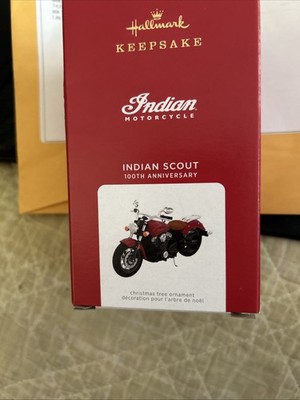 Hallmark
KEEPSAKE
Indian
MOTORCYCLE
INDIAN SCOUT
100TH ANNIVERSARY
christmas tree ornament
décoration pour l'arbre de noël